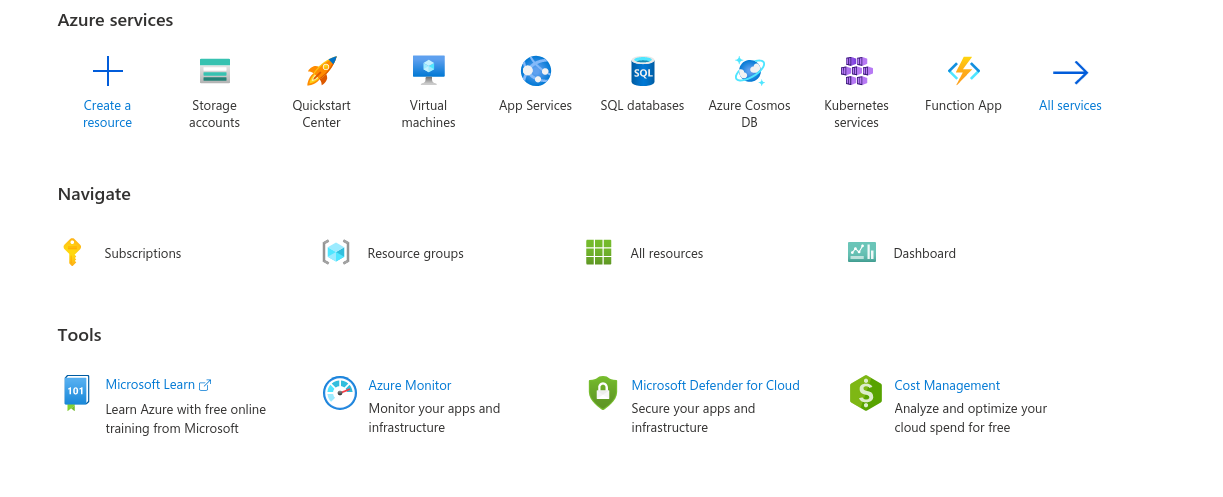 Azure services
Create a
resource
Storage
accounts
Quickstart
Center
Virtual
machines
App Services
SQL
SQL databases
Azure Cosmos
DB
Kubernetes
services
Function App
All services
Navigate
Subscriptions
Resource groups
All resources
Dashboard
Tools
101
Microsoft Learn
Learn Azure with free online
training from Microsoft
Azure Monitor
Monitor your apps and
infrastructure
Microsoft Defender for Cloud
Secure your apps and
infrastructure
$
Cost Management
Analyze and optimize your
cloud spend for free